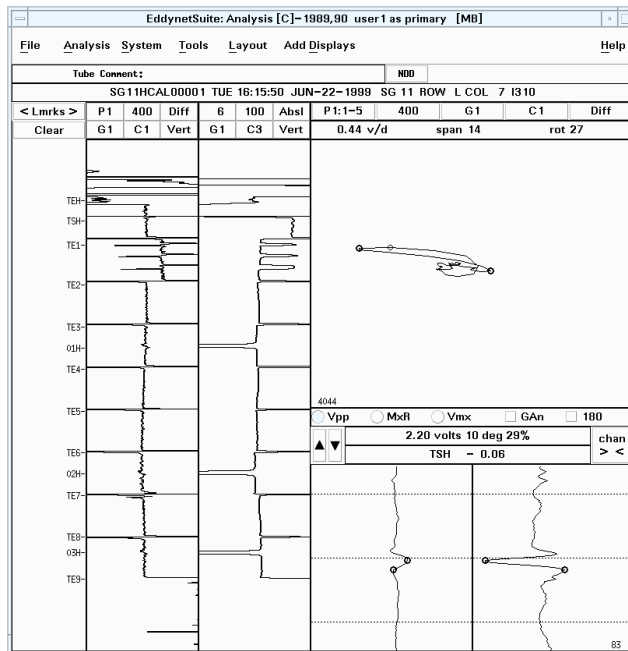 EddynetSuite: Analysis [C]-1989,90 user1 as primary [MB]
File Analysis System Tools Layout Add Displays Help
Tube Comment: NDD
SG11HCAL00001 TUE 16:15:50 JUN-22-1999 SG 11 ROW L COL 7 I310
< Lmrks > P1 400 Diff 6 100 Absl P1:1-5 400 G1 C1 Diff
Clear G1 C1 Vert G1 C3 Vert 0.44 v/d span 14 rot 27
TEH
TSH
TE1
TE2
TE3
01H
TE4
TE5
TE6
02H
TE7
TE8
03H
TE9
4044
Vpp MxR Vmx GAn 180
2.20 volts 10 deg 29% chan
TSH - 0.06 > <
83